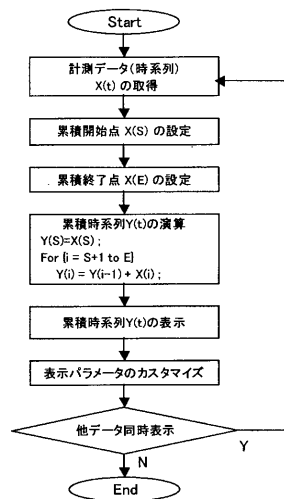 Start
計測データ(時系列)
X(t) の取得
累積開始点 X(S) の設定
累積終了点 X(E) の設定
累積時系列Y(t)の演算
Y(S)=X(S) ;
For {i = S+1 to E}
Y(i) = Y(i-1) + X(i) ;
累積時系列Y(t)の表示
表示パラメータのカスタマイズ
他データ同時表示
Y
N
End